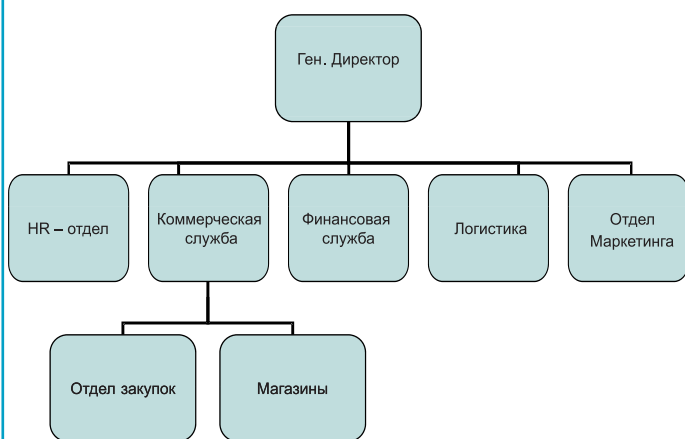 Ген. Директор
HR – отдел
Коммерческая
служба
Финансовая
служба
Логистика
Отдел
Маркетинга
Отдел закупок
Магазины